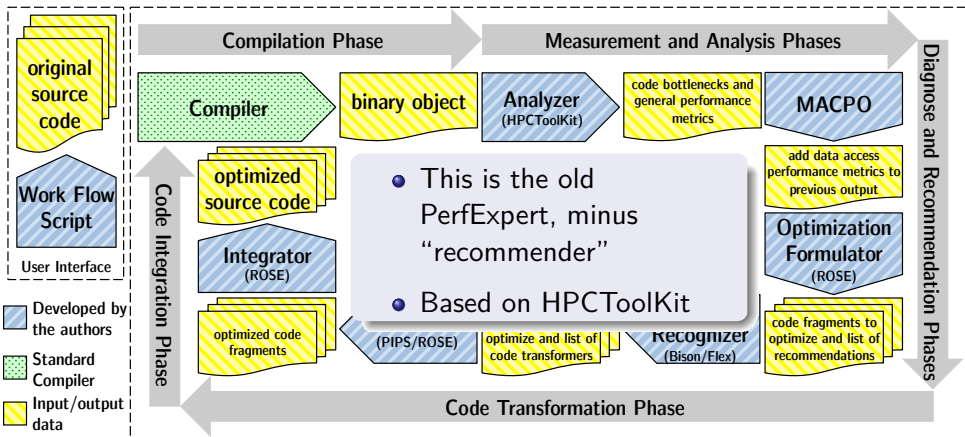 original
source
code
Work Flow
Script
User Interface
Developed by
the authors
Standard
Compiler
Input/output
data
Compilation Phase
Measurement and Analysis Phases
Diagnose and Recommendation Phases
Code Transformation Phase
Code Integration Phase
Compiler
binary object
Analyzer
(HPCToolKit)
code bottlenecks and
general performance
metrics
MACPO
optimized
source code
add data access
performance metrics to
previous output
Integrator
(ROSE)
Optimization
Formulator
(ROSE)
optimized code
fragments
(PIPS/ROSE)
optimize and list of
code transformers
Recognizer
(Bison/Flex)
code fragments to
optimize and list of
recommendations
• This is the old
PerfExpert, minus
“recommender”
• Based on HPCToolKit